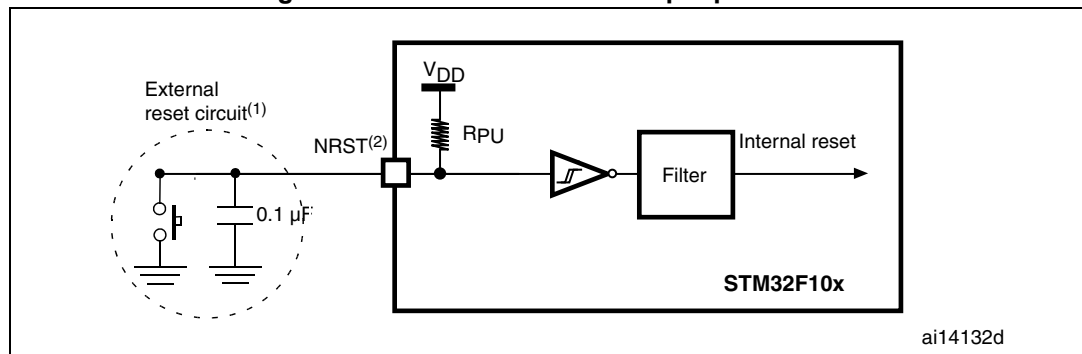 External
reset circuit(1)
NRST(2)
VDD
RPU
0.1 µF
Filter
Internal reset
STM32F10x
ai14132d